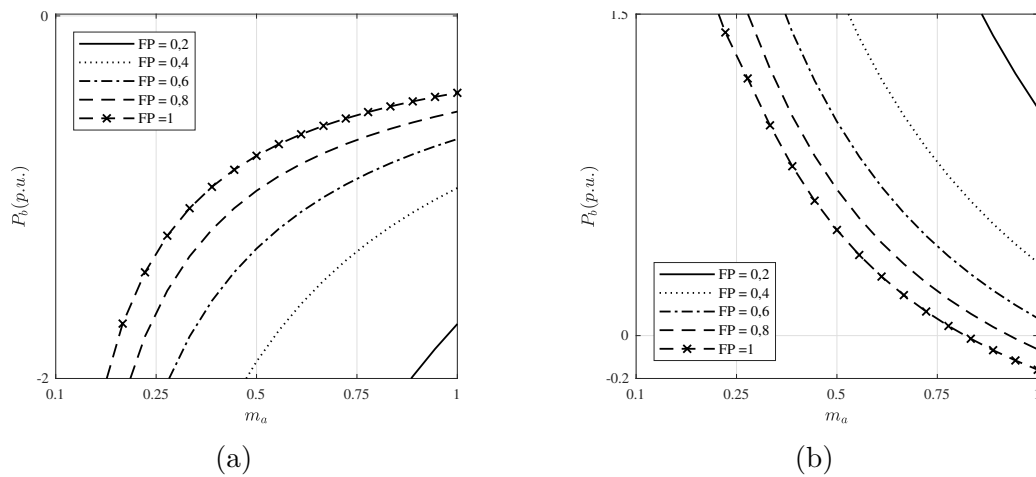 0
FP = 0,2
FP = 0,4
FP = 0,6
FP = 0,8
FP =1
P_b(p.u.)
-2
0.1
0.25
0.5
0.75
1
m_a
(a)
1.5
P_b(p.u.)
FP = 0,2
FP = 0,4
FP = 0,6
FP = 0,8
FP =1
0
-0.2
0.1
0.25
0.5
0.75
1
m_a
(b)